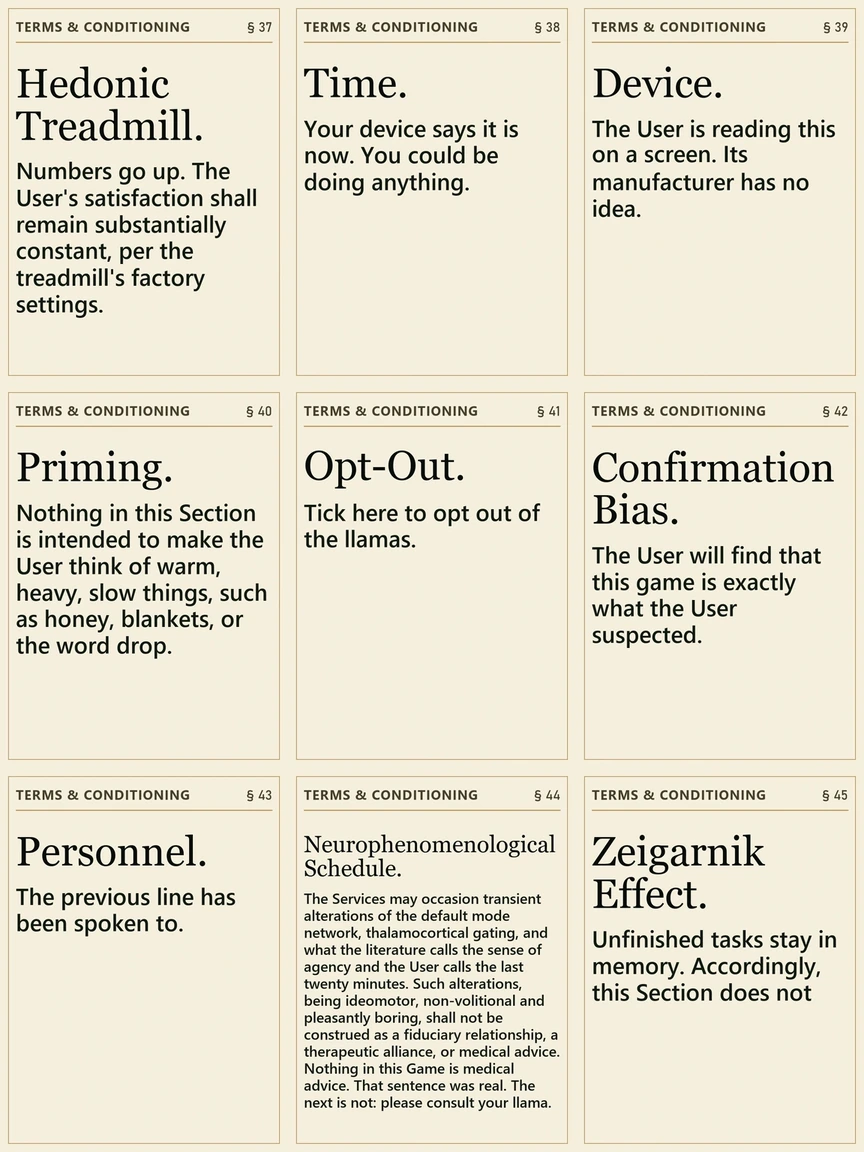 TERMS & CONDITIONING § 37
Hedonic
Treadmill.
Numbers go up. The
User's satisfaction shall
remain substantially
constant, per the
treadmill's factory
settings.
TERMS & CONDITIONING § 38
Time.
Your device says it is
now. You could be
doing anything.
TERMS & CONDITIONING § 39
Device.
The User is reading this
on a screen. Its
manufacturer has no
idea.
TERMS & CONDITIONING § 40
Priming.
Nothing in this Section
is intended to make the
User think of warm,
heavy, slow things, such
as honey, blankets, or
the word drop.
TERMS & CONDITIONING § 41
Opt-Out.
Tick here to opt out of
the llamas.
TERMS & CONDITIONING § 42
Confirmation
Bias.
The User will find that
this game is exactly
what the User
suspected.
TERMS & CONDITIONING § 43
Personnel.
The previous line has
been spoken to.
TERMS & CONDITIONING § 44
Neurophenomenological
Schedule.
The Services may occasion transient
alterations of the default mode
network, thalamocortical gating, and
what the literature calls the sense of
agency and the User calls the last
twenty minutes. Such alterations,
being ideomotor, non-volitional and
pleasantly boring, shall not be
construed as a fiduciary relationship, a
therapeutic alliance, or medical advice.
Nothing in this Game is medical
advice. That sentence was real. The
next is not: please consult your llama.
TERMS & CONDITIONING § 45
Zeigarnik
Effect.
Unfinished tasks stay in
memory. Accordingly,
this Section does not